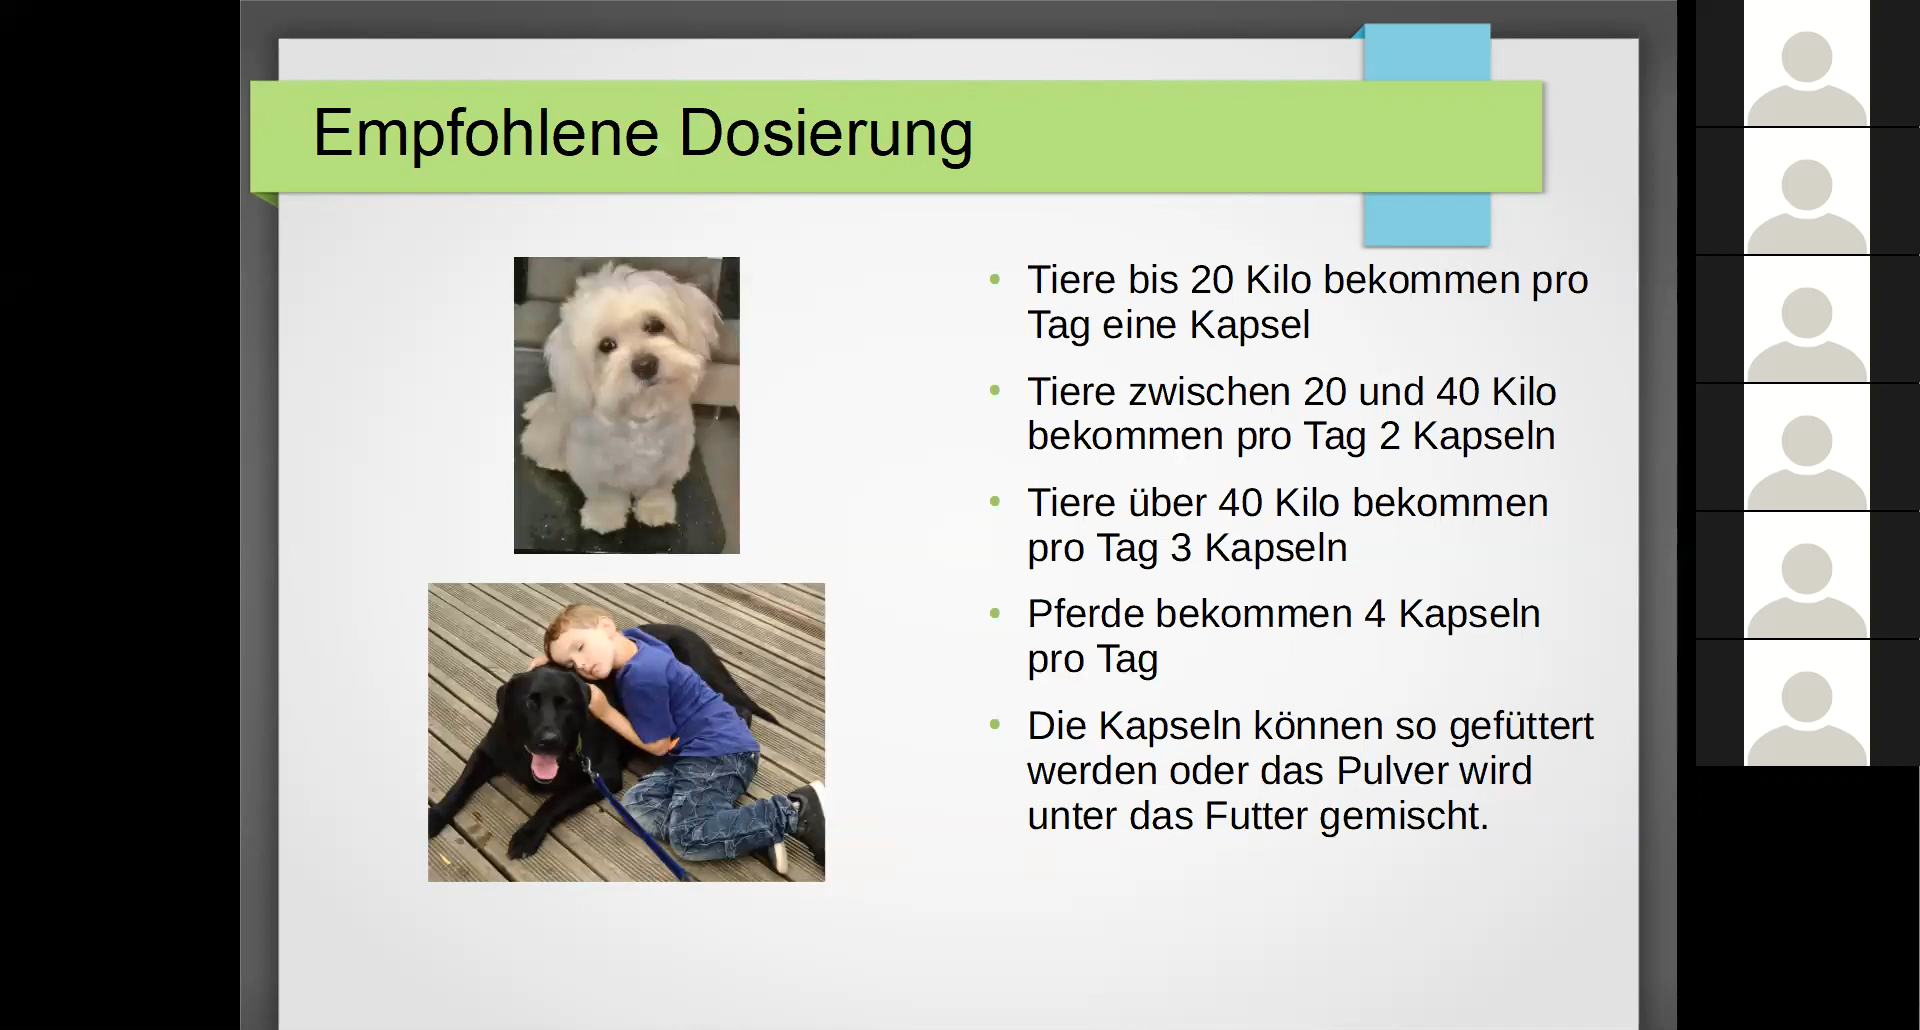 Empfohlene Dosierung
Tiere bis 20 Kilo bekommen pro
Tag eine Kapsel
Tiere zwischen 20 und 40 Kilo
bekommen pro Tag 2 Kapseln
Tiere über 40 Kilo bekommen
pro Tag 3 Kapseln
Pferde bekommen 4 Kapseln
pro Tag
Die Kapseln können so gefüttert
werden oder das Pulver wird
unter das Futter gemischt.